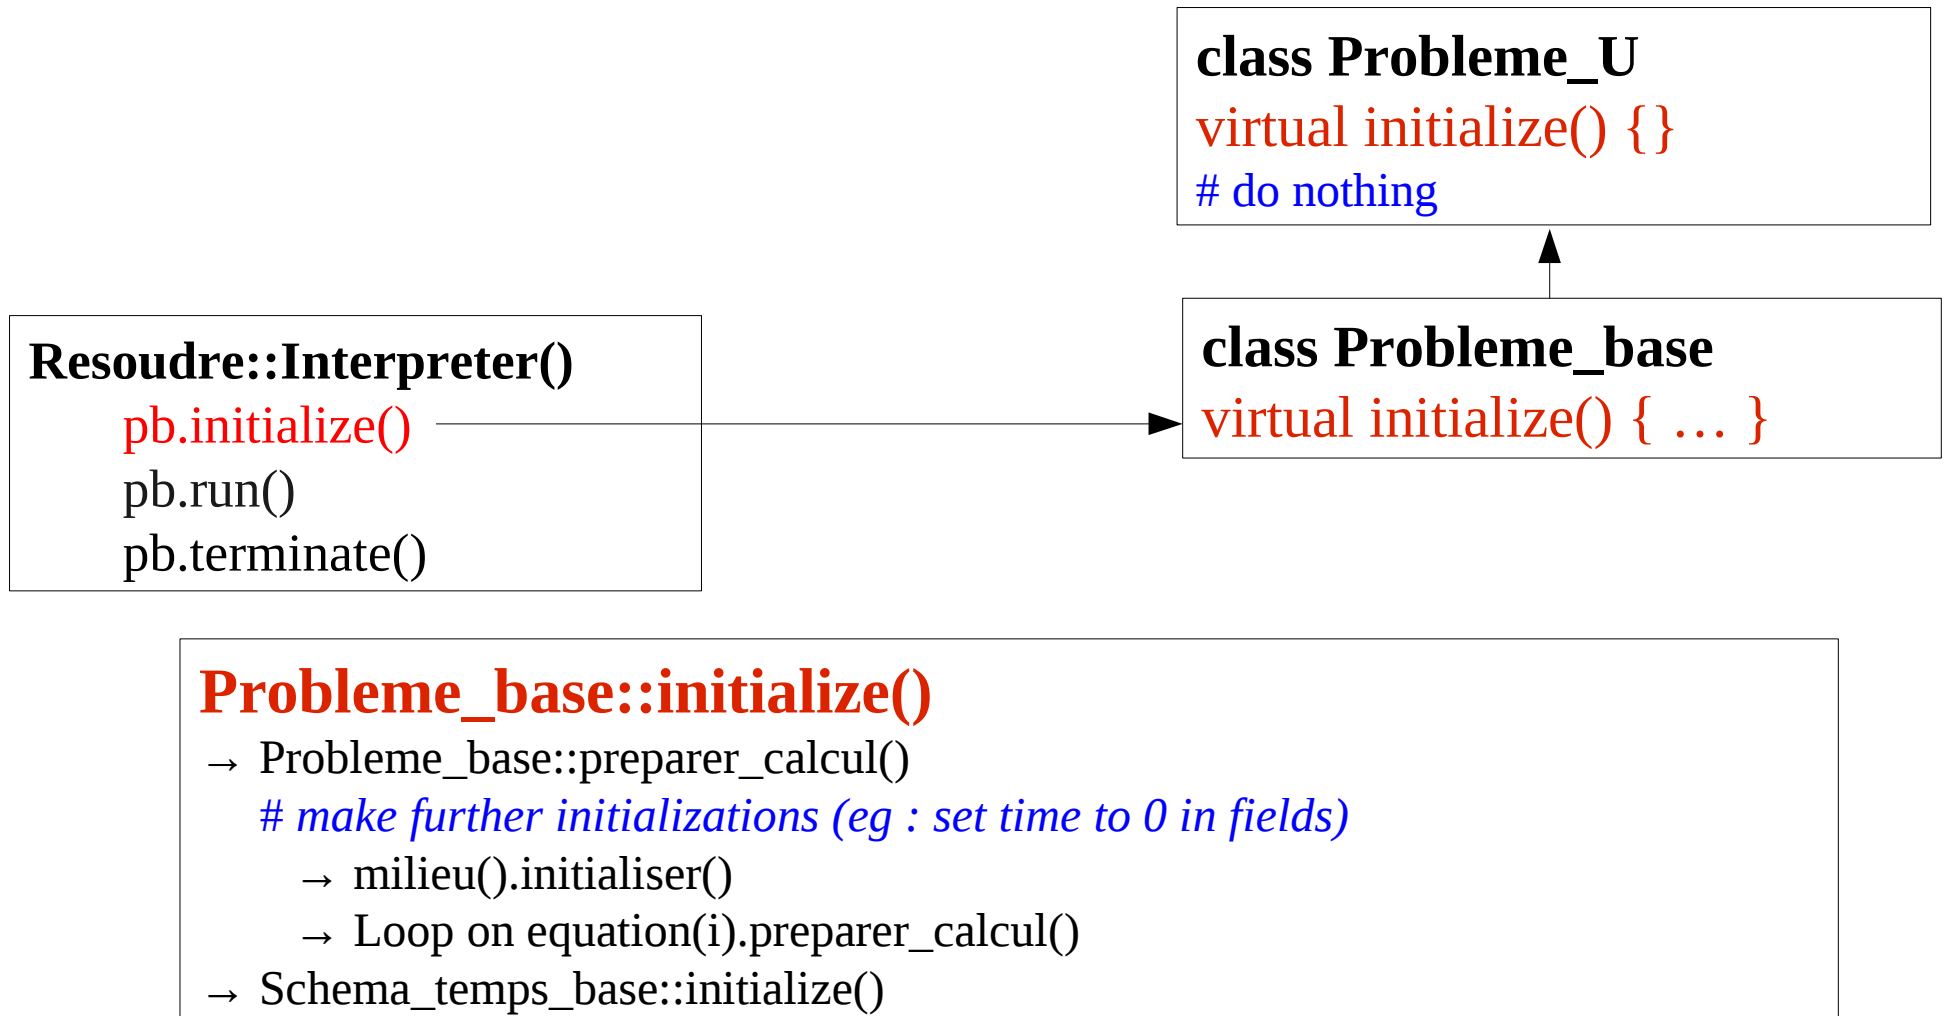 class Probleme_U
virtual initialize() {}
# do nothing
class Probleme_base
virtual initialize() { … }
Resoudre::Interpreter()
pb.initialize()
pb.run()
pb.terminate()
Probleme_base::initialize()
→ Probleme_base::preparer_calcul()
# make further initializations (eg : set time to 0 in fields)
→ milieu().initialiser()
→ Loop on equation(i).preparer_calcul()
→ Schema_temps_base::initialize()